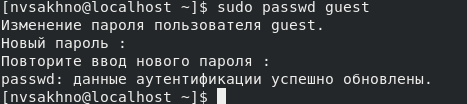 [nvsakhno@localhost ~]$ sudo passwd guest
Изменение пароля пользователя guest.
Новый пароль :
Повторите ввод нового пароля :
passwd: данные аутентификации успешно обновлены.
[nvsakhno@localhost ~]$